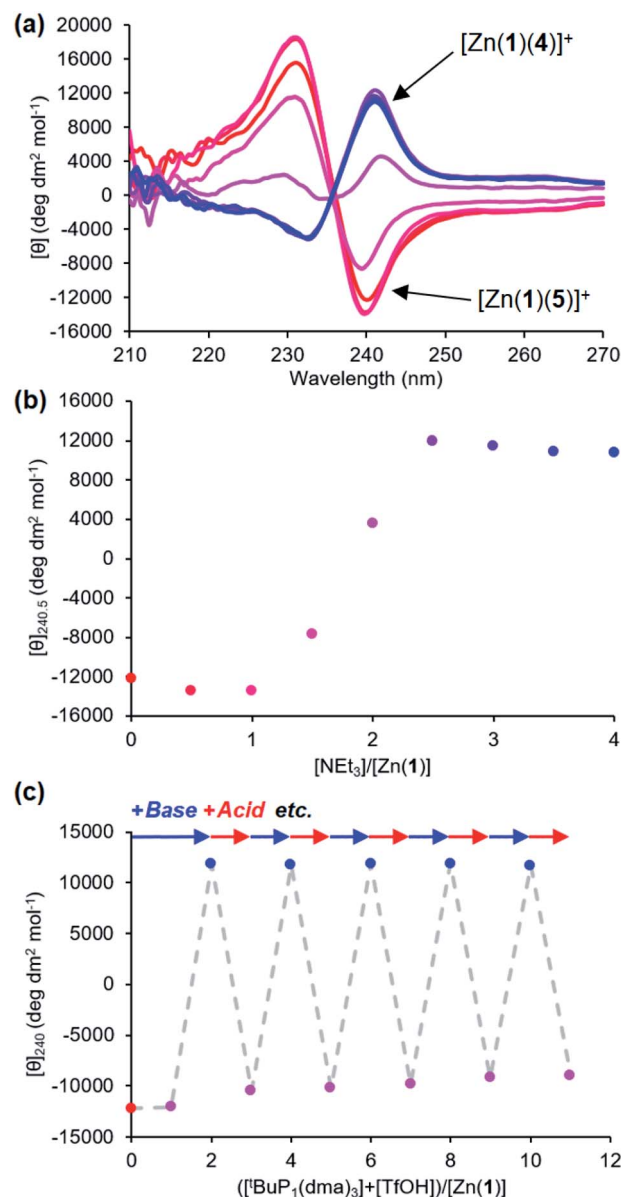 (a)
20000
16000
12000
8000
4000
0
-4000
-8000
-12000
-16000
[θ] (deg dm² mol⁻¹)
[Zn(1)(4)]⁺
[Zn(1)(5)]⁺
210 220 230 240 250 260 270
Wavelength (nm)
(b)
16000
12000
8000
4000
0
-4000
-8000
-12000
-16000
[θ]₂₄₀.₅ (deg dm² mol⁻¹)
0 1 2 3 4
[NEt₃]/[Zn(1)]
(c)
+Base +Acid etc.
15000
10000
5000
0
-5000
-10000
-15000
[θ]₂₄₀ (deg dm² mol⁻¹)
0 2 4 6 8 10 12
([ᵗBuP₁(dma)₃]+[TfOH])/[Zn(1)]